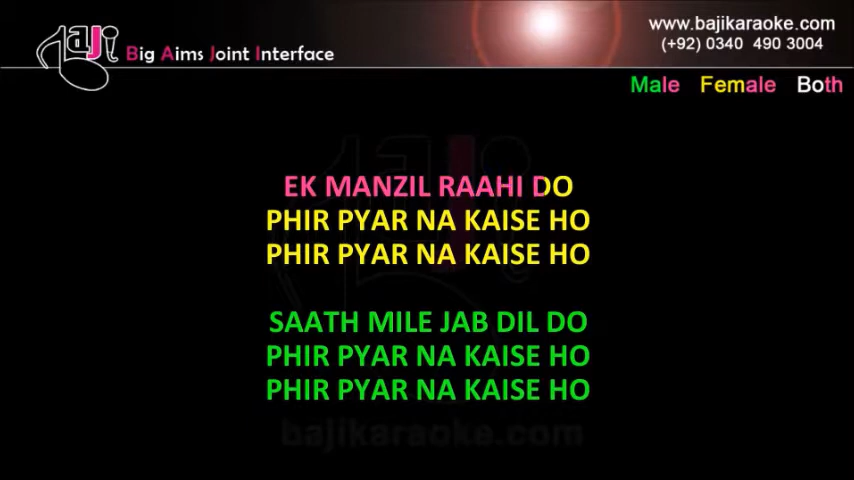 www.bajikaraoke.com
baji Big Aims Joint Interface
(+92) 0340 490 3004
Male Female Both
EK MANZIL RAAHI DO
PHIR PYAR NA KAISE HO
PHIR PYAR NA KAISE HO
SAATH MILE JAB DIL DO
PHIR PYAR NA KAISE HO
PHIR PYAR NA KAISE HO
bajikaraoke.com